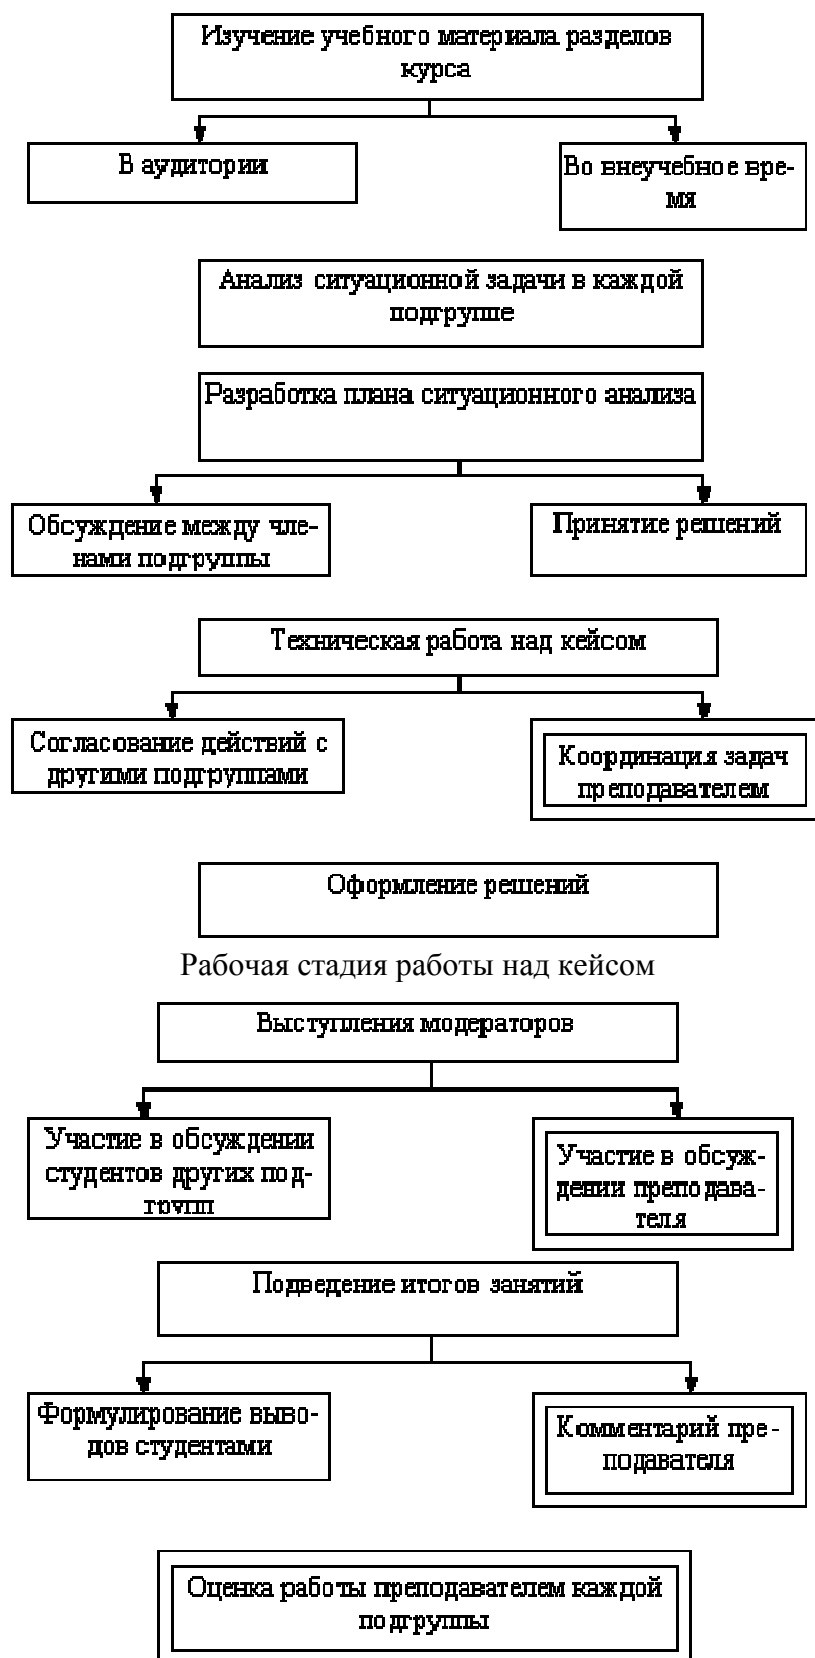 Изучение учебного материала разделов
курса
В аудитории
Во внеучебное вре-
мя
Анализ ситуационной задачи в каждой
подгруппе
Разработка плана ситуационного анализа
Обсуждение между чле-
нами подгруппы
Принятие решений
Техническая работа над кейсом
Согласование действий с
другими подгруппами
Координация задач
преподавателем
Оформление решений
Рабочая стадия работы над кейсом
Выступления модераторов
Участие в обсуждении
студентов других под-
групп
Участие в обсуж-
дении преподава-
теля
Подведение итогов занятий
Формулирование выво-
дов студентами
Комментарий пре-
подавателя
Оценка работы преподавателем каждой
подгруппы